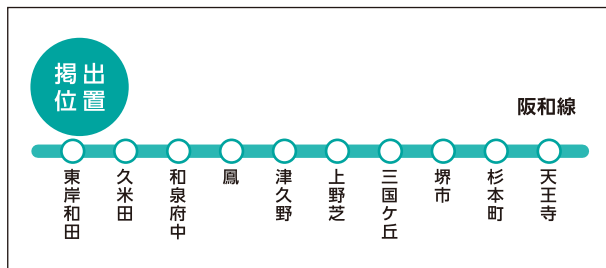 掲出
位置
阪和線
東岸和田
久米田
和泉府中
鳳
津久野
上野芝
三国ケ丘
堺市
杉本町
天王寺